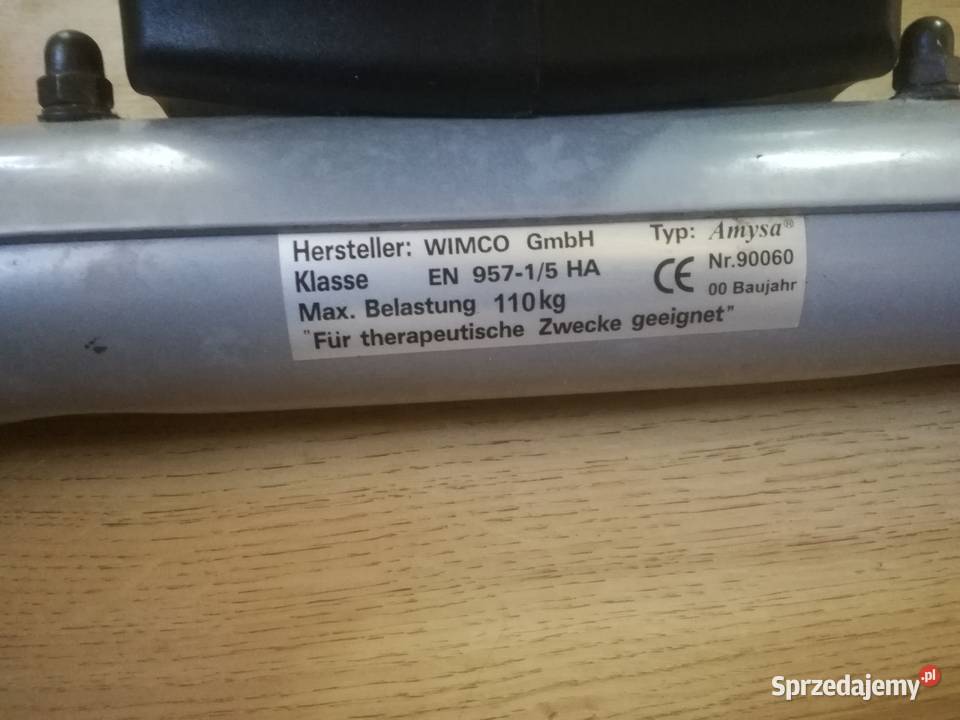 Hersteller: WIMCO GmbH Typ: Amysa®
Klasse EN 957-1/5 HA CE Nr.90060
Max. Belastung 110kg 00 Baujahr
"Für therapeutische Zwecke geeignet"
Sprzedajemy.pl